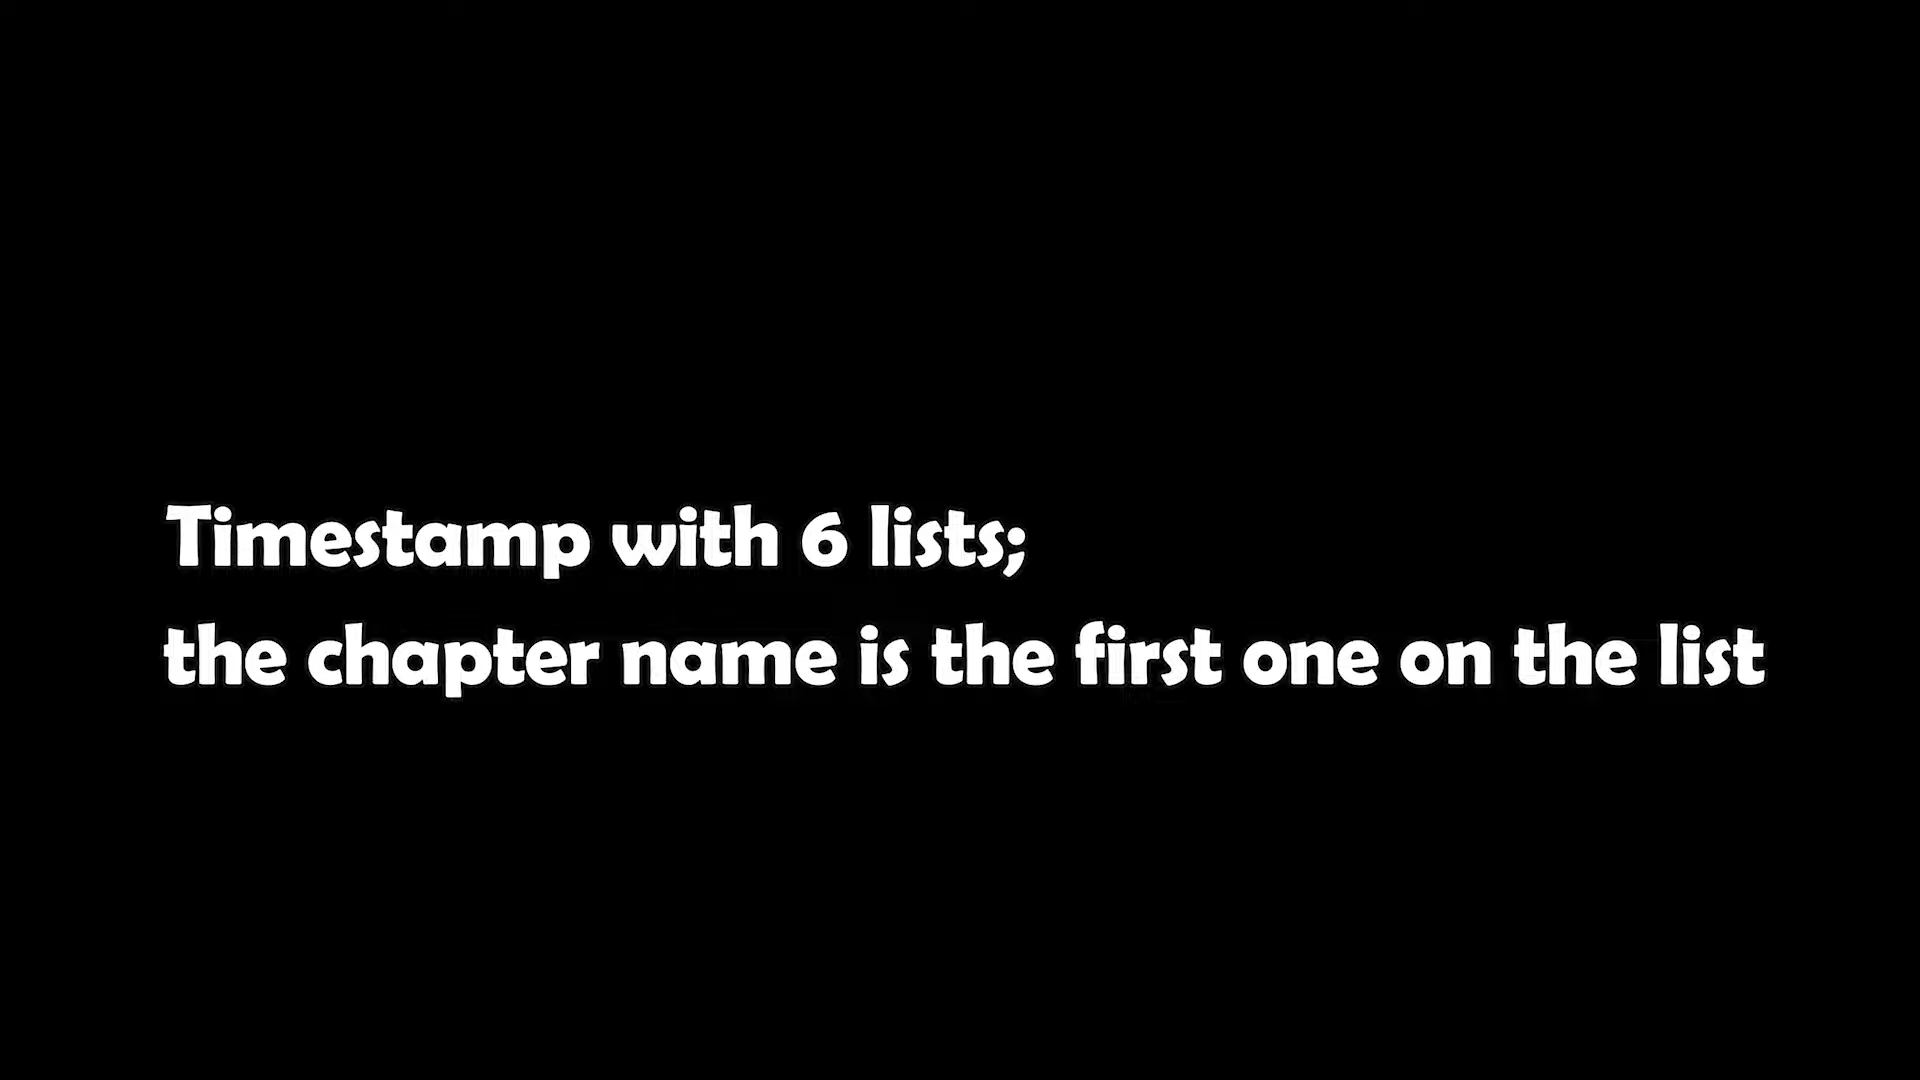 Timestamp with 6 lists;
the chapter name is the first one on the list